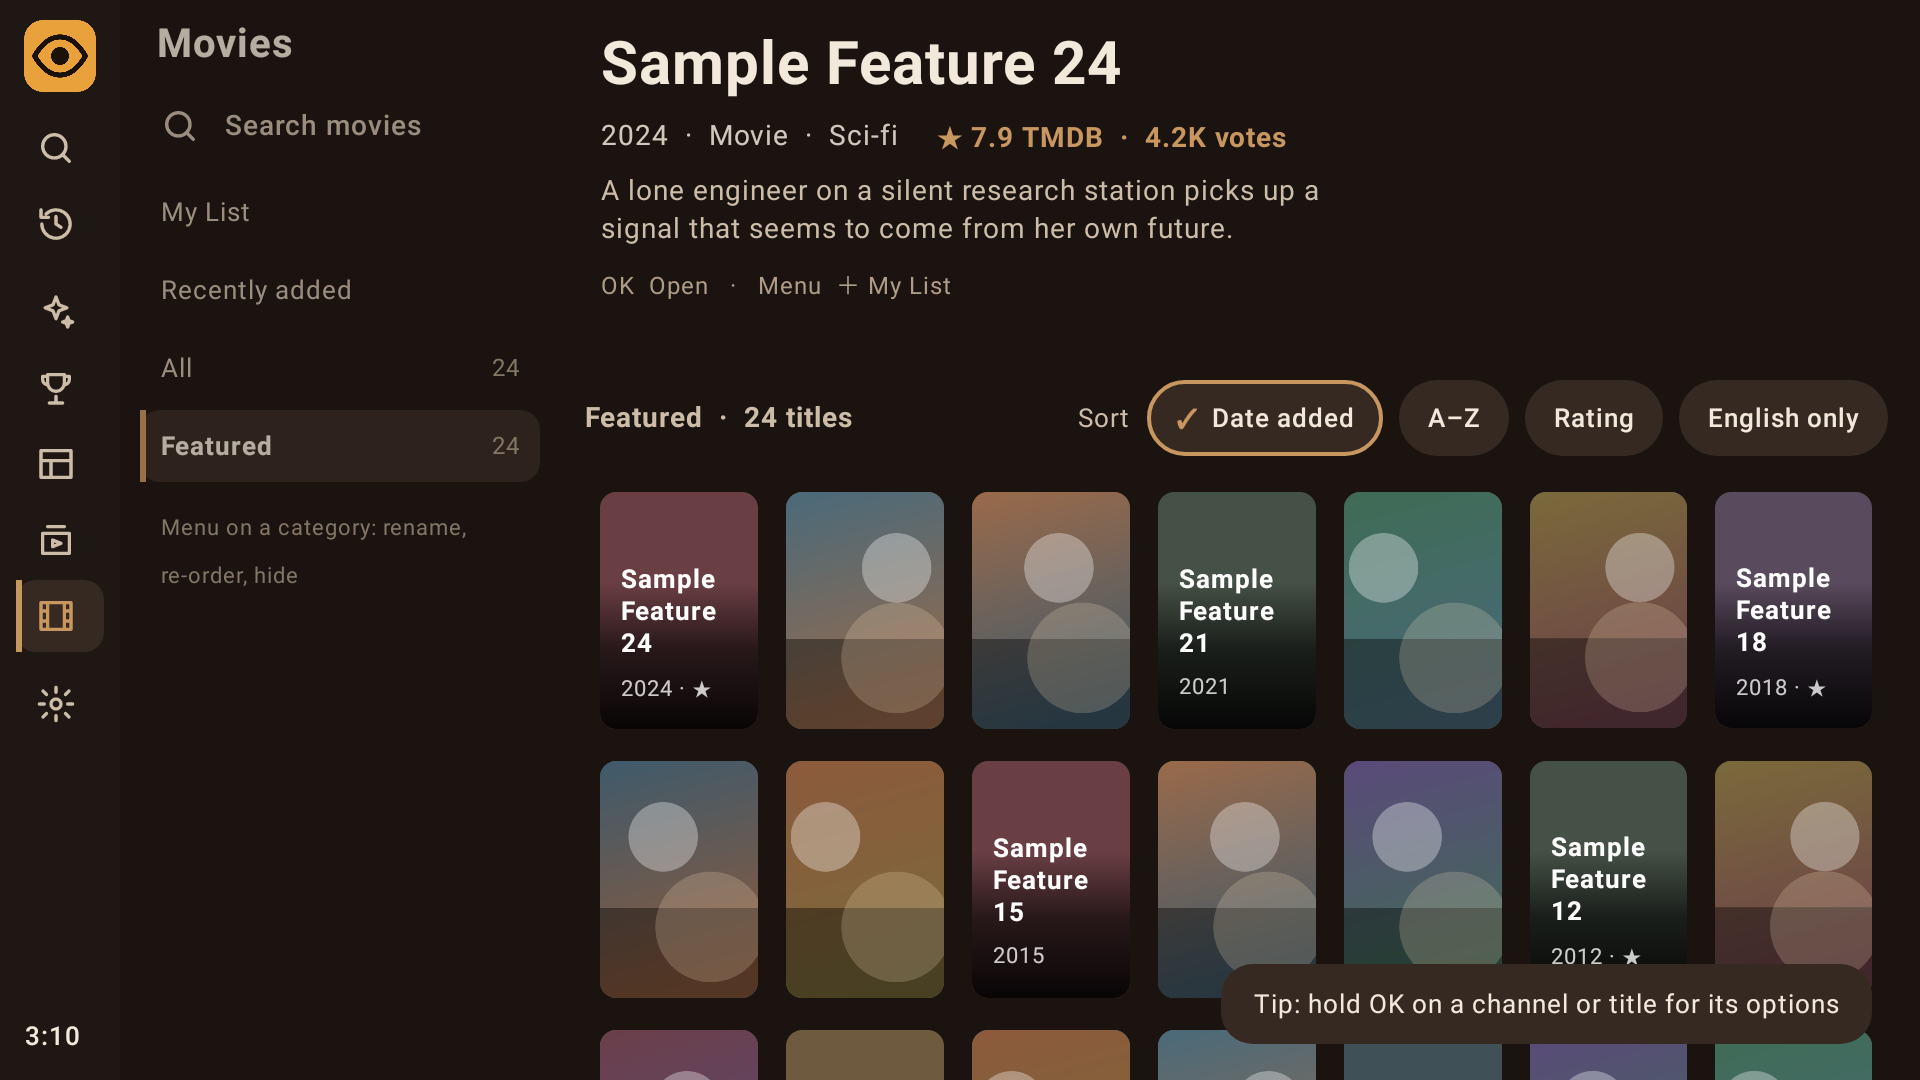 Movies
Search movies
My List
Recently added
All 24
Featured 24
Menu on a category: rename,
re-order, hide
3:10
Sample Feature 24
2024 · Movie · Sci-fi ★ 7.9 TMDB · 4.2K votes
A lone engineer on a silent research station picks up a
signal that seems to come from her own future.
OK Open · Menu + My List
Featured · 24 titles
Sort ✓ Date added A–Z Rating English only
Sample
Feature
24
2024 · ★
Sample
Feature
21
2021
Sample
Feature
18
2018 · ★
Sample
Feature
15
2015
Sample
Feature
12
2012 · ★
Tip: hold OK on a channel or title for its options